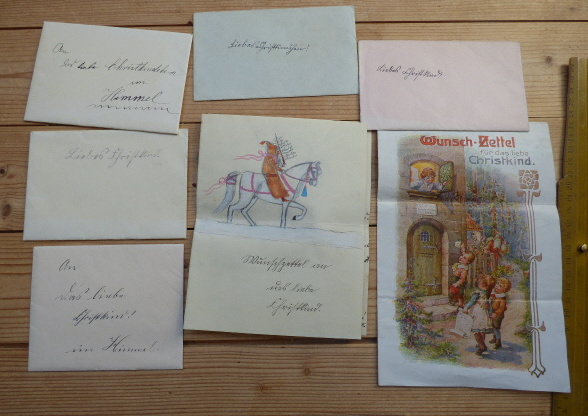 An
das liebe Christkindchen
im
Himmel
Liebes Christkindchen!
Liebes Christkind!
Liebes Christkind
An
das liebe
Christkind!
im Himmel
Wunschzettel an
das liebe
Christkind.
Wunsch-Zettel
für das liebe
Christkind.